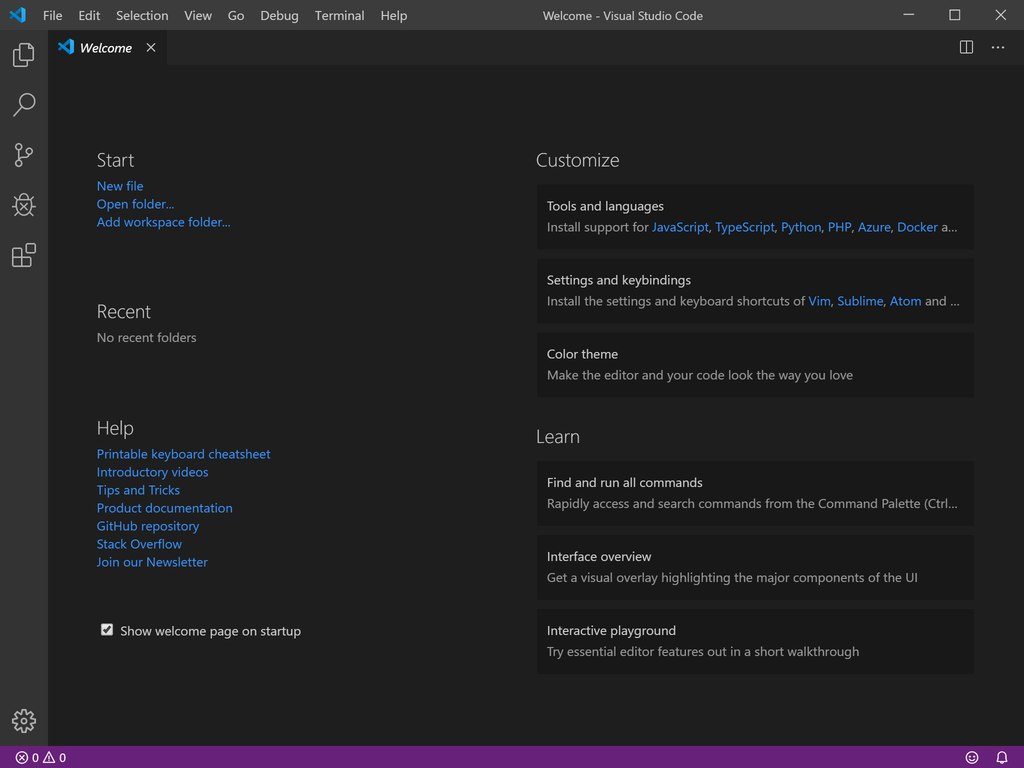 File Edit Selection View Go Debug Terminal Help Welcome - Visual Studio Code
Welcome
Start
New file
Open folder...
Add workspace folder...
Recent
No recent folders
Help
Printable keyboard cheatsheet
Introductory videos
Tips and Tricks
Product documentation
GitHub repository
Stack Overflow
Join our Newsletter
Show welcome page on startup
Customize
Tools and languages
Install support for JavaScript, TypeScript, Python, PHP, Azure, Docker a...
Settings and keybindings
Install the settings and keyboard shortcuts of Vim, Sublime, Atom and ...
Color theme
Make the editor and your code look the way you love
Learn
Find and run all commands
Rapidly access and search commands from the Command Palette (Ctrl...
Interface overview
Get a visual overlay highlighting the major components of the UI
Interactive playground
Try essential editor features out in a short walkthrough
0 0